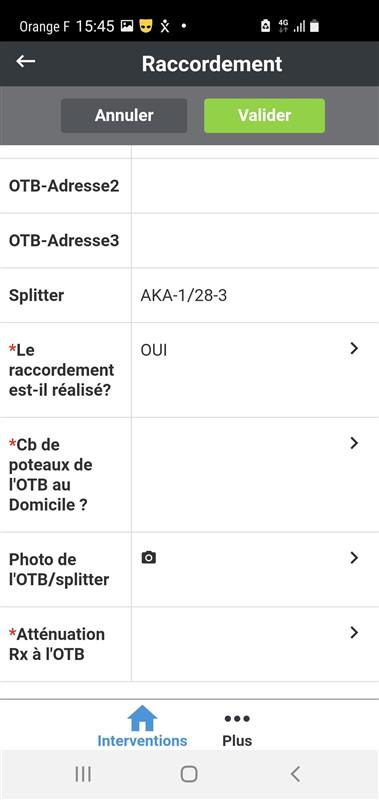 Orange F 15:45
4G
Raccordement
Annuler
Valider
OTB-Adresse2
OTB-Adresse3
Splitter
AKA-1/28-3
*Le
raccordement
est-il réalisé?
OUI
*Cb de
poteaux de
l'OTB au
Domicile ?
Photo de
l'OTB/splitter
*Atténuation
Rx à l'OTB
Interventions
Plus